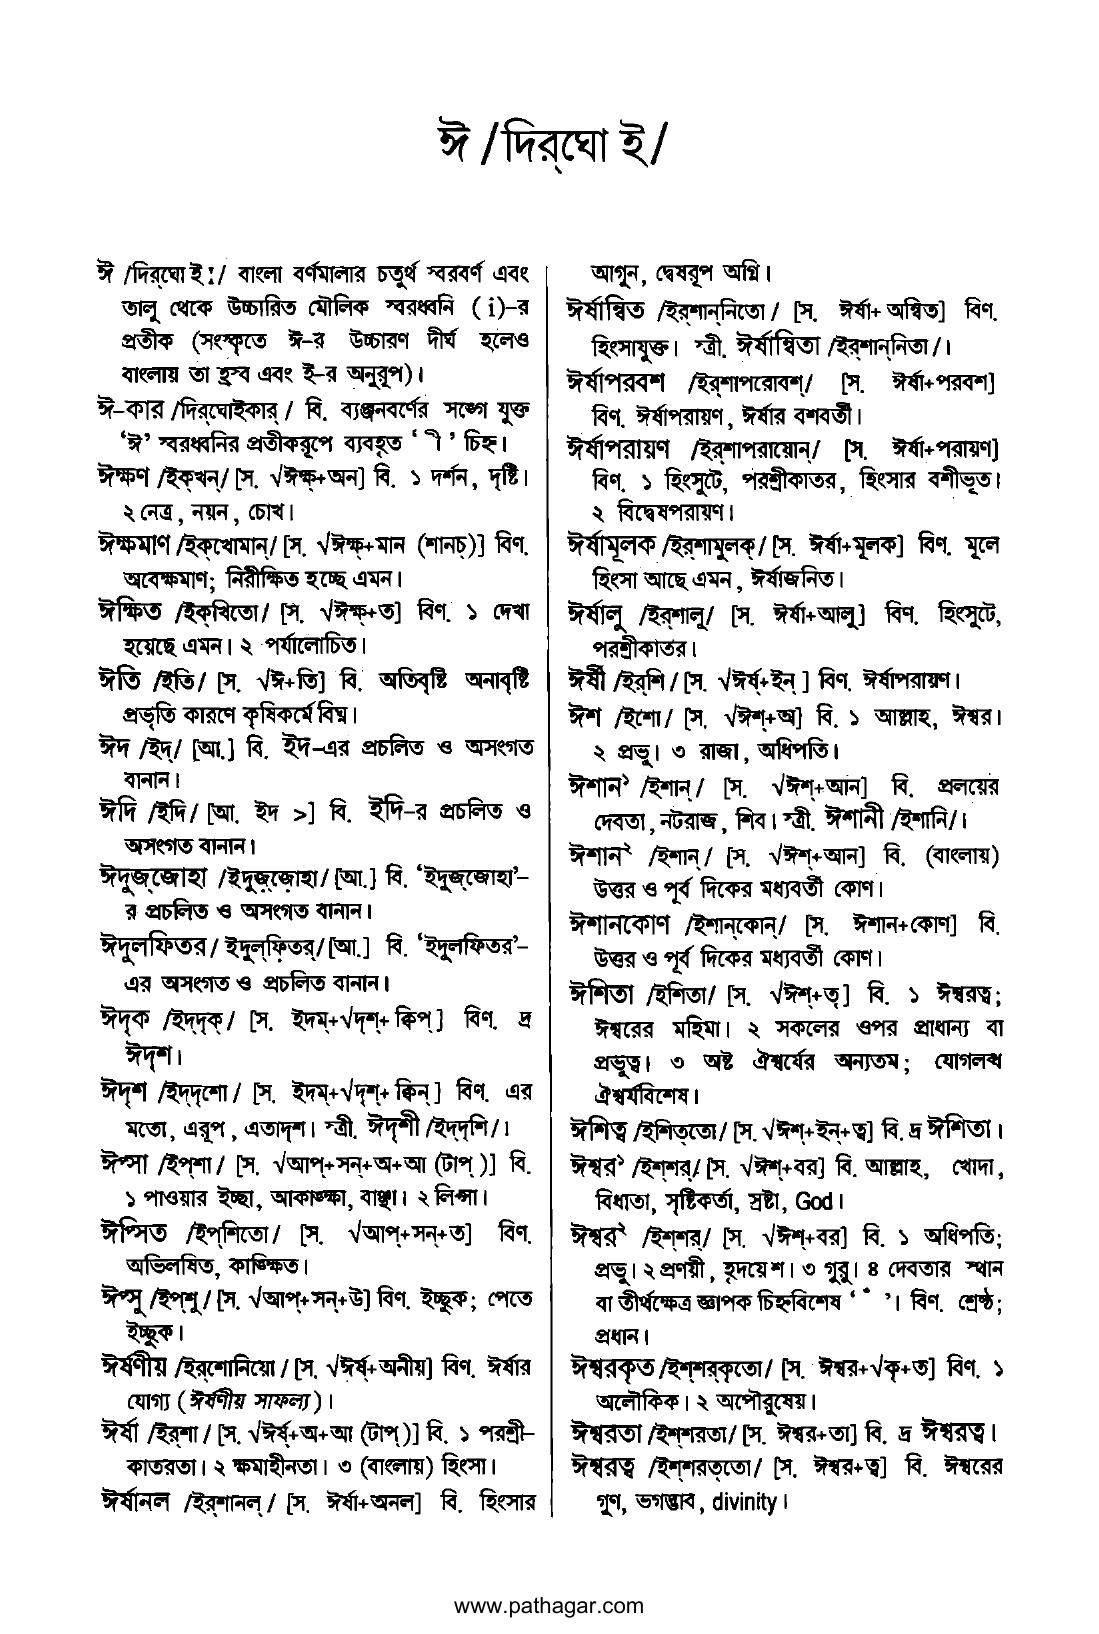 ঈ /দির্‌ঘো ই/
ঈ /দির্‌ঘো ই:/ বাংলা বর্ণমালার চতুর্থ স্বরবর্ণ এবং
তালু থেকে উচ্চারিত মৌলিক স্বরধ্বনি (i)-র
প্রতীক (সংস্কৃতে ঈ-র উচ্চারণ দীর্ঘ হলেও
বাংলায় তা হ্রস্ব এবং ই-র অনুরূপ)।
ঈ-কার /দির্‌ঘোইকার্‌/ বি. ব্যঞ্জনবর্ণের সঙ্গে যুক্ত
‘ঈ’ স্বরধ্বনির প্রতীকরূপে ব্যবহৃত ‘ ী ’ চিহ্ন।
ঈক্ষণ /ইক্‌খন্‌/ [স. √ঈক্ষ্‌+অন] বি. ১ দর্শন, দৃষ্টি।
২ নেত্র, নয়ন, চোখ।
ঈক্ষমাণ /ইক্‌খোমান্‌/ [স. √ঈক্ষ্‌+মান (শানচ্‌)] বিণ.
অবেক্ষমাণ; নিরীক্ষিত হচ্ছে এমন।
ঈক্ষিত /ইক্‌খিতো/ [স. √ঈক্ষ্‌+ত] বিণ. ১ দেখা
হয়েছে এমন। ২ পর্যালোচিত।
ঈতি /ইতি/ [স. √ঈ+তি] বি. অতিবৃষ্টি অনাবৃষ্টি
প্রভৃতি কারণে কৃষিকর্মে বিঘ্ন।
ঈদ /ইদ্‌/ [আ.] বি. ইদ-এর প্রচলিত ও অসংগত
বানান।
ঈদি /ইদি/ [আ. ইদ >] বি. ইদি-র প্রচলিত ও
অসংগত বানান।
ঈদুজ্‌জোহা /ইদুজ়্‌জ়োহা/ [আ.] বি. ‘ইদুজ্‌জোহা’-
র প্রচলিত ও অসংগত বানান।
ঈদুলফিতর / ইদুল্‌ফি়তর্‌/ [আ.] বি. ‘ইদুলফিতর’-
এর অসংগত ও প্রচলিত বানান।
ঈদৃক /ইদ্‌দৃক্‌/ [স. ইদম্‌+√দৃশ্‌+ক্বিপ্‌] বিণ. দ্র
ঈদৃশ।
ঈদৃশ /ইদ্‌দৃশো/ [স. ইদম্‌+√দৃশ্‌+ক্বিন্‌] বিণ. এর
মতো, এরূপ, এতাদৃশ। স্ত্রী. ঈদৃশী /ইদ্‌দৃশি/।
ঈপ্সা /ইপ্‌শা/ [স. √আপ্‌+সন্‌+অ+আ (টাপ্‌)] বি.
১ পাওয়ার ইচ্ছা, আকাঙ্ক্ষা, বাঞ্ছা। ২ লিপ্সা।
ঈপ্সিত /ইপ্‌শিতো/ [স. √আপ্‌+সন্‌+ত] বিণ.
অভিলষিত, কাঙ্ক্ষিত।
ঈপ্সু /ইপ্‌শু/ [স. √আপ্‌+সন্‌+উ] বিণ. ইচ্ছুক; পেতে
ইচ্ছুক।
ঈর্ষণীয় /ইর্‌শোনিয়ো/ [স. √ঈর্ষ্‌+অনীয়] বিণ. ঈর্ষার
যোগ্য (ঈর্ষণীয় সাফল্য)।
ঈর্ষা /ইর্‌শা/ [স. √ঈর্ষ্‌+অ+আ (টাপ্‌)] বি. ১ পরশ্রী-
কাতরতা। ২ ক্ষমাহীনতা। ৩ (বাংলায়) হিংসা।
ঈর্ষানল /ইর্‌শানল্‌/ [স. ঈর্ষা+অনল] বি. হিংসার
আগুন, দ্বেষরূপ অগ্নি।
ঈর্ষান্বিত /ইর্‌শান্‌নিতো/ [স. ঈর্ষা+অন্বিত] বিণ.
হিংসাযুক্ত। স্ত্রী. ঈর্ষান্বিতা /ইর্‌শান্‌নিতা/।
ঈর্ষাপরবশ /ইর্‌শাপরোবশ্‌/ [স. ঈর্ষা+পরবশ]
বিণ. ঈর্ষাপরায়ণ, ঈর্ষার বশবর্তী।
ঈর্ষাপরায়ণ /ইর্‌শাপরায়োন্‌/ [স. ঈর্ষা+পরায়ণ]
বিণ. ১ হিংসুটে, পরশ্রীকাতর, হিংসার বশীভূত।
২ বিদ্বেষপরায়ণ।
ঈর্ষামূলক /ইর্‌শামুলক্‌/ [স. ঈর্ষা+মূলক] বিণ. মূলে
হিংসা আছে এমন, ঈর্ষাজনিত।
ঈর্ষালু /ইর্‌শালু/ [স. ঈর্ষা+আলু] বিণ. হিংসুটে,
পরশ্রীকাতর।
ঈর্ষী /ইর্‌শি/ [স. √ঈর্ষ্‌+ইন্‌] বিণ. ঈর্ষাপরায়ণ।
ঈশ /ইশো/ [স. √ঈশ্‌+অ] বি. ১ আল্লাহ, ঈশ্বর।
২ প্রভু। ৩ রাজা, অধিপতি।
ঈশান¹ /ইশান্‌/ [স. √ঈশ্‌+আন] বি. প্রলয়ের
দেবতা, নটরাজ, শিব। স্ত্রী. ঈশানী /ইশানি/।
ঈশান² /ইশান্‌/ [স. √ঈশ্‌+আন] বি. (বাংলায়)
উত্তর ও পূর্ব দিকের মধ্যবর্তী কোণ।
ঈশানকোণ /ইশান্‌কোন্‌/ [স. ঈশান+কোণ] বি.
উত্তর ও পূর্ব দিকের মধ্যবর্তী কোণ।
ঈশিতা /ইশিতা/ [স. √ঈশ্‌+তৃ] বি. ১ ঈশ্বরত্ব;
ঈশ্বরের মহিমা। ২ সকলের ওপর প্রাধান্য বা
প্রভুত্ব। ৩ অষ্ট ঐশ্বর্যের অন্যতম; যোগলব্ধ
ঐশ্বর্যবিশেষ।
ঈশিত্ব /ইশিত্‌তো/ [স. √ঈশ্‌+ইন্‌+ত্ব] বি. দ্র ঈশিতা।
ঈশ্বর¹ /ইশ্‌শর্‌/ [স. √ঈশ্‌+বর] বি. আল্লাহ, খোদা,
বিধাতা, সৃষ্টিকর্তা, স্রষ্টা, God।
ঈশ্বর² /ইশ্‌শর্‌/ [স. √ঈশ্‌+বর] বি. ১ অধিপতি;
প্রভু। ২ প্রণয়ী, হৃদয়েশ। ৩ গুরু। ৪ দেবতার স্থান
বা তীর্থক্ষেত্র জ্ঞাপক চিহ্নবিশেষ ‘ ঁ ’। বিণ. শ্রেষ্ঠ;
প্রধান।
ঈশ্বরকৃত /ইশ্‌শর্‌কৃতো/ [স. ঈশ্বর+√কৃ+ত] বিণ. ১
অলৌকিক। ২ অপৌরুষেয়।
ঈশ্বরতা /ইশ্‌শরতা/ [স. ঈশ্বর+তা] বি. দ্র ঈশ্বরত্ব।
ঈশ্বরত্ব /ইশ্‌শরত্‌তো/ [স. ঈশ্বর+ত্ব] বি. ঈশ্বরের
গুণ, ভগদ্ভাব, divinity।
www.pathagar.com